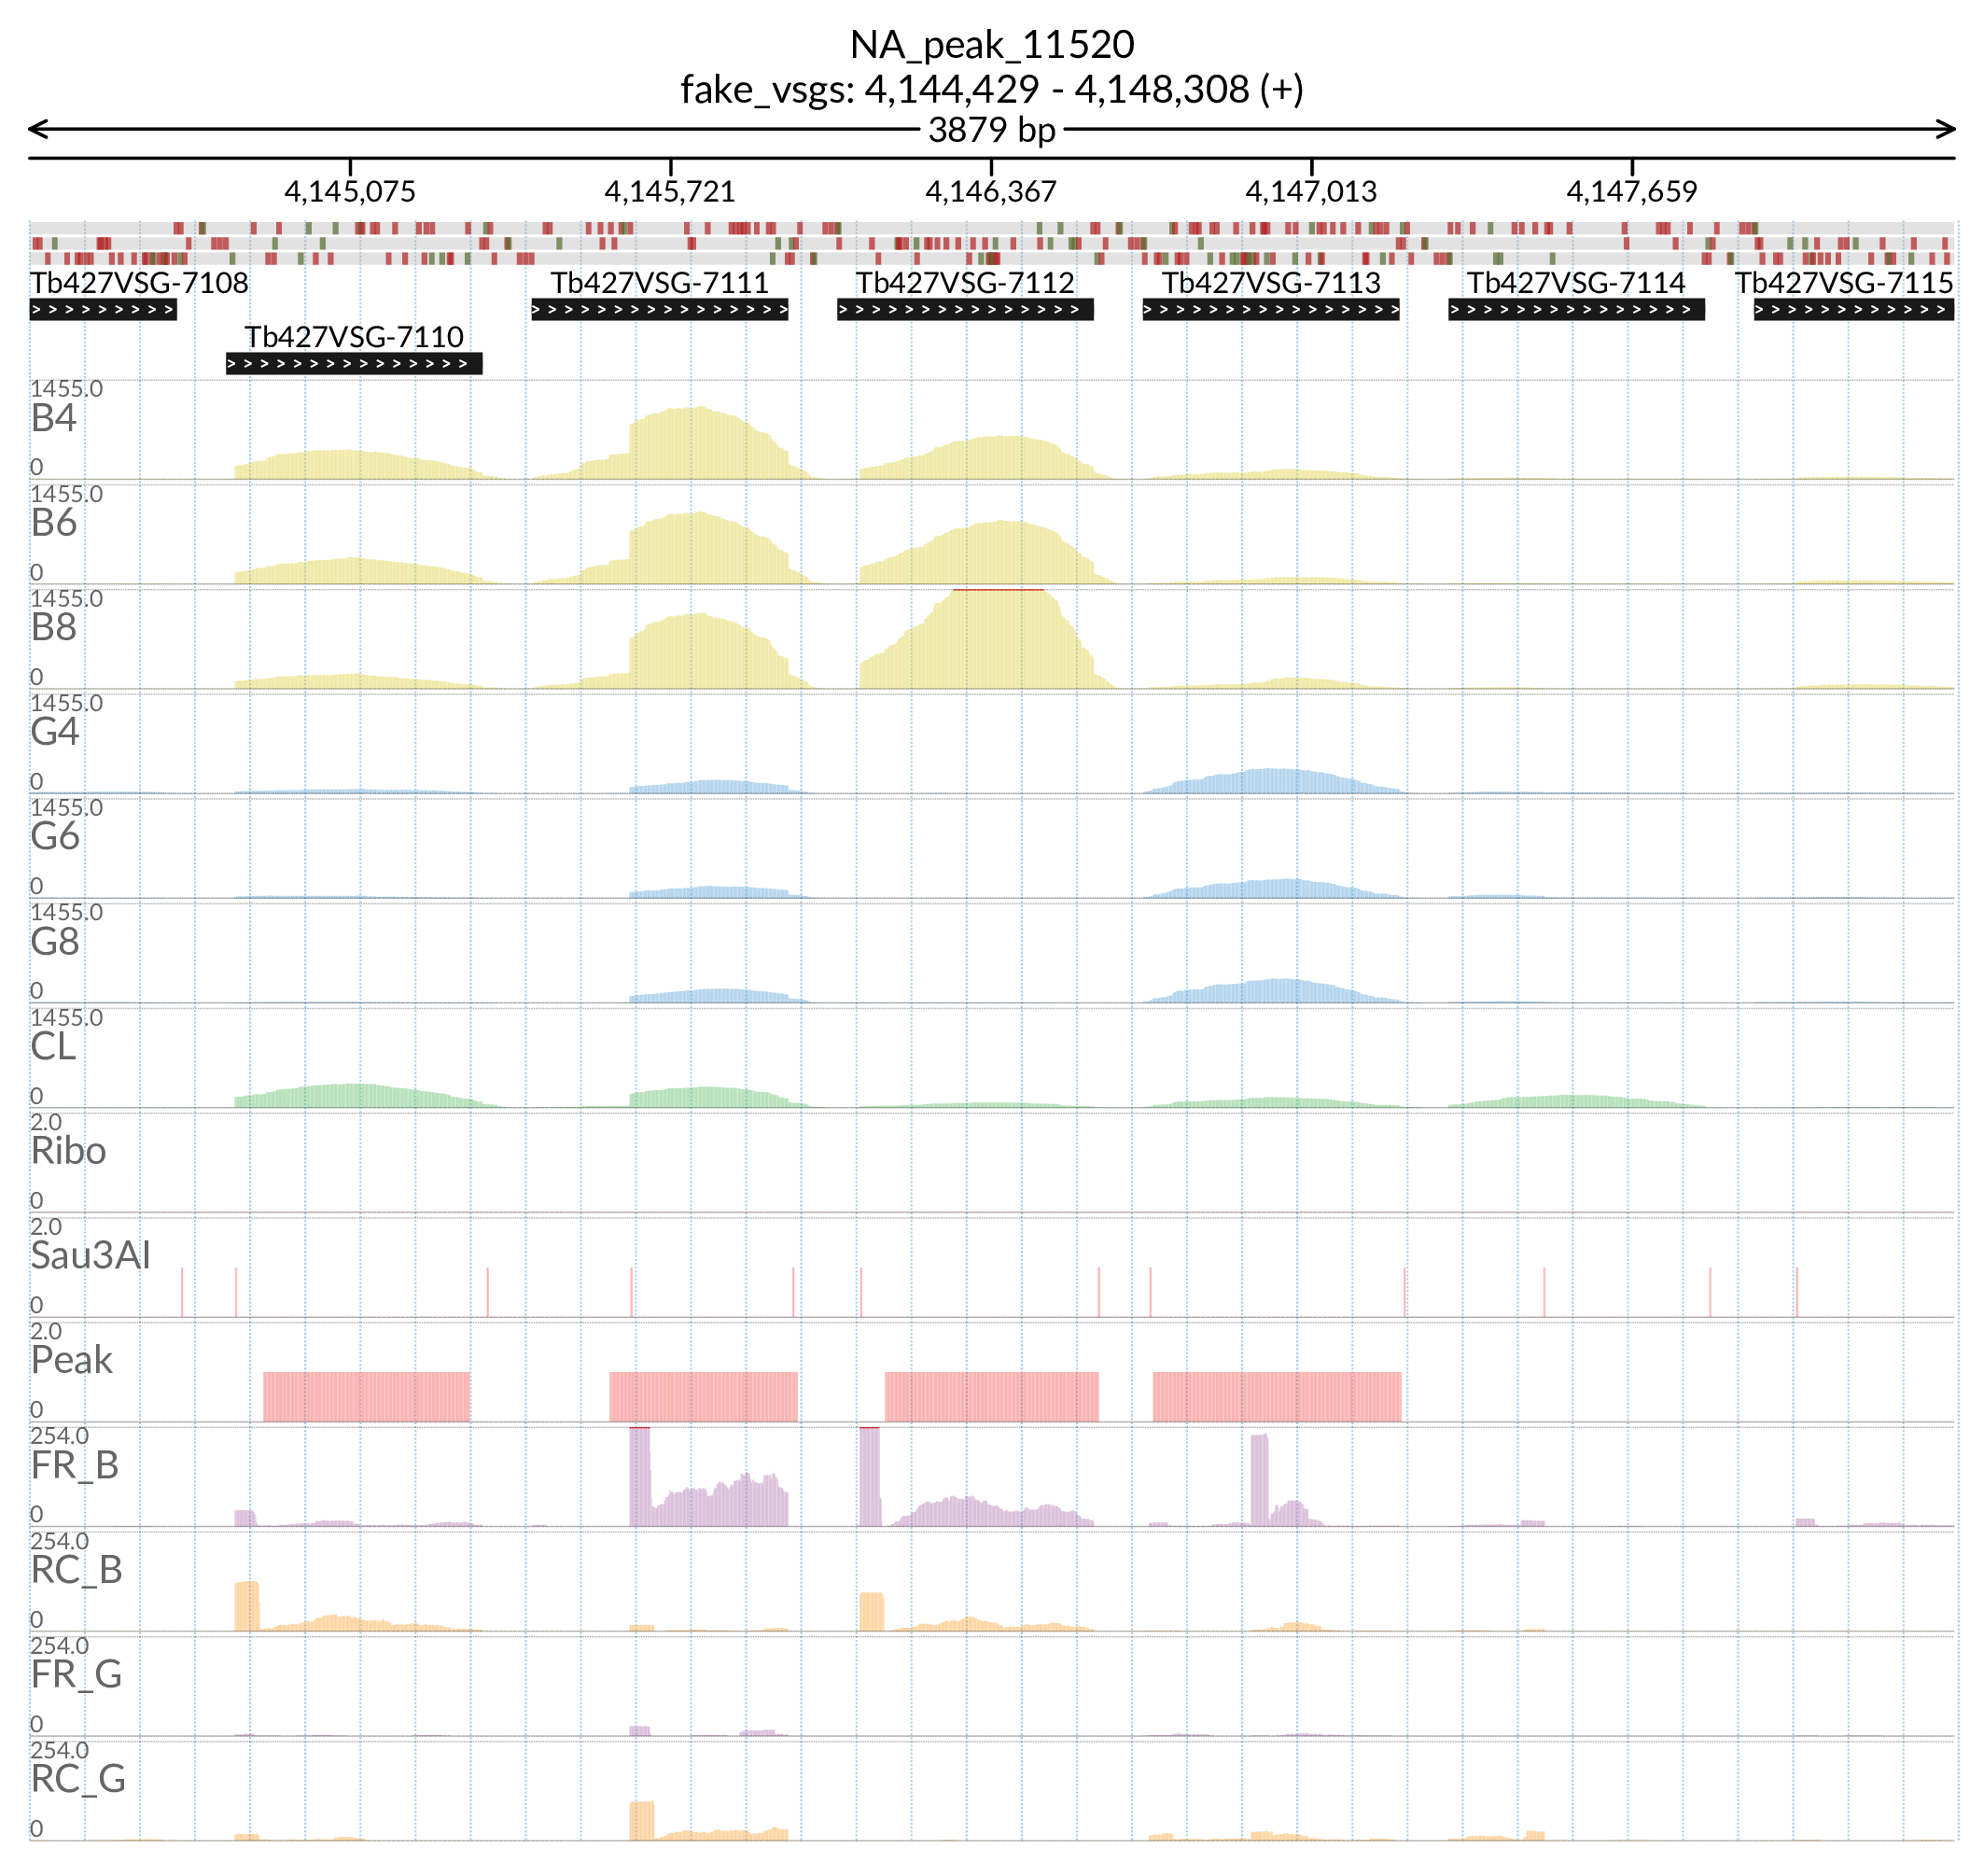 NA_peak_11520
fake_vsgs: 4,144,429 - 4,148,308 (+)
3879 bp
4,145,075 4,145,721 4,146,367 4,147,013 4,147,659
Tb427VSG-7108 Tb427VSG-7111 Tb427VSG-7112 Tb427VSG-7113 Tb427VSG-7114 Tb427VSG-7115
Tb427VSG-7110
1455.0
B4
0
1455.0
B6
0
1455.0
B8
0
1455.0
G4
0
1455.0
G6
0
1455.0
G8
0
1455.0
CL
0
2.0
Ribo
0
2.0
Sau3AI
0
2.0
Peak
0
254.0
FR_B
0
254.0
RC_B
0
254.0
FR_G
0
254.0
RC_G
0